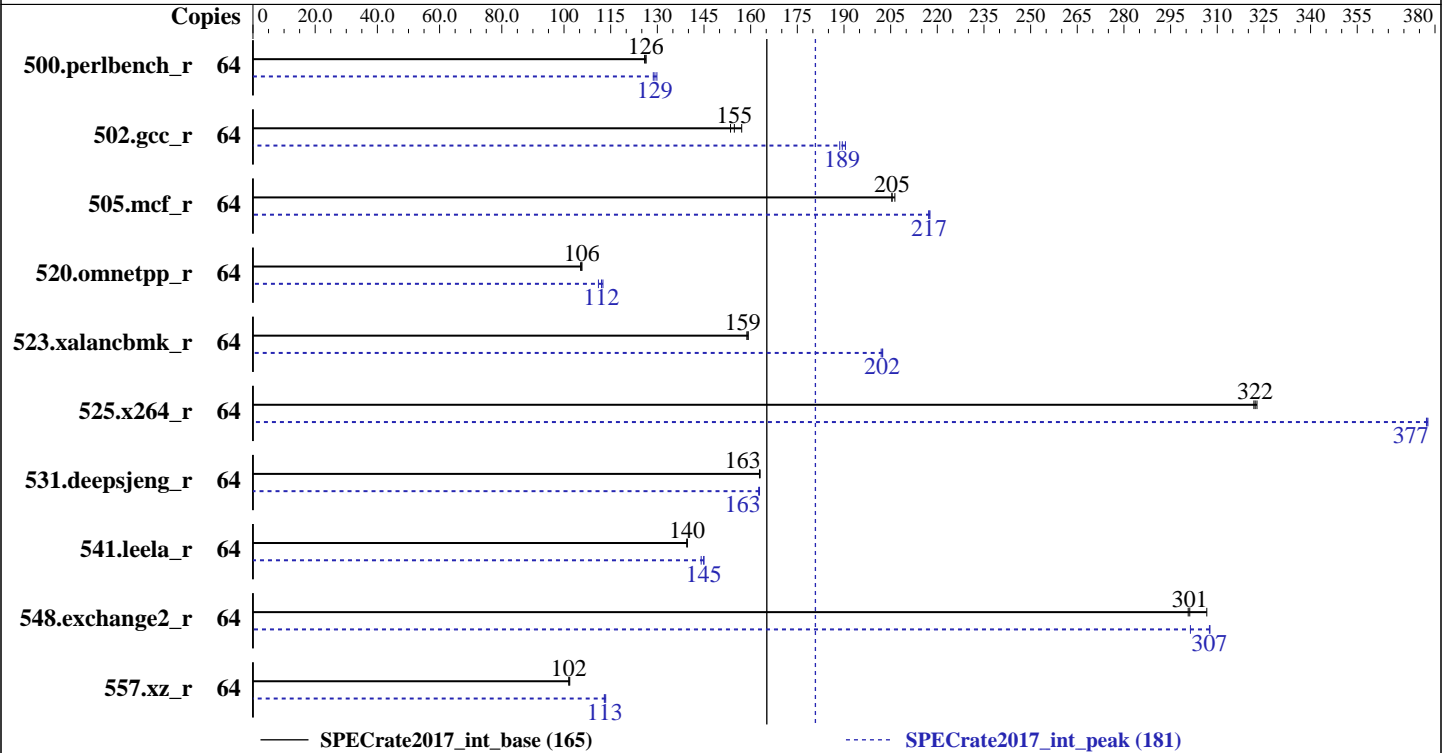 Copies 0 20.0 40.0 60.0 80.0 100 115 130 145 160 175 190 205 220 235 250 265 280 295 310 325 340 355 380
126
500.perlbench_r 64
129
155
502.gcc_r 64
189
205
505.mcf_r 64
217
106
520.omnetpp_r 64
112
159
523.xalancbmk_r 64
202
322
525.x264_r 64
377
163
531.deepsjeng_r 64
163
140
541.leela_r 64
145
301
548.exchange2_r 64
307
102
557.xz_r 64
113
SPECrate2017_int_base (165) SPECrate2017_int_peak (181)